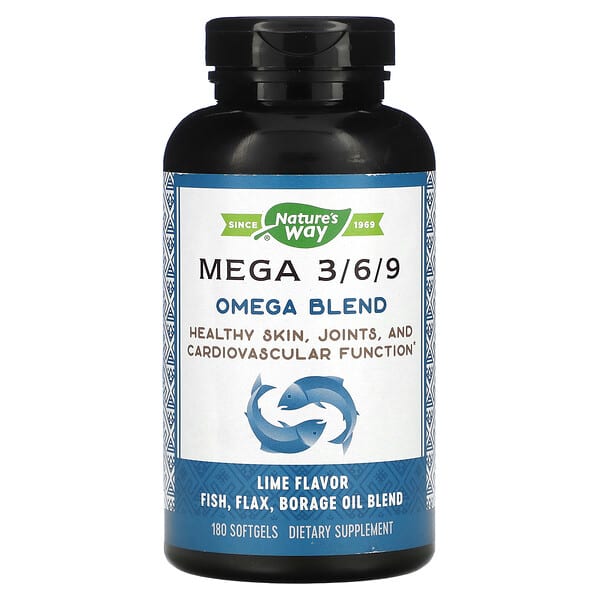 SINCE Nature's Way® 1969
MEGA 3/6/9
OMEGA BLEND
HEALTHY SKIN, JOINTS, AND
CARDIOVASCULAR FUNCTION*
LIME FLAVOR
FISH, FLAX, BORAGE OIL BLEND
180 SOFTGELS DIETARY SUPPLEMENT